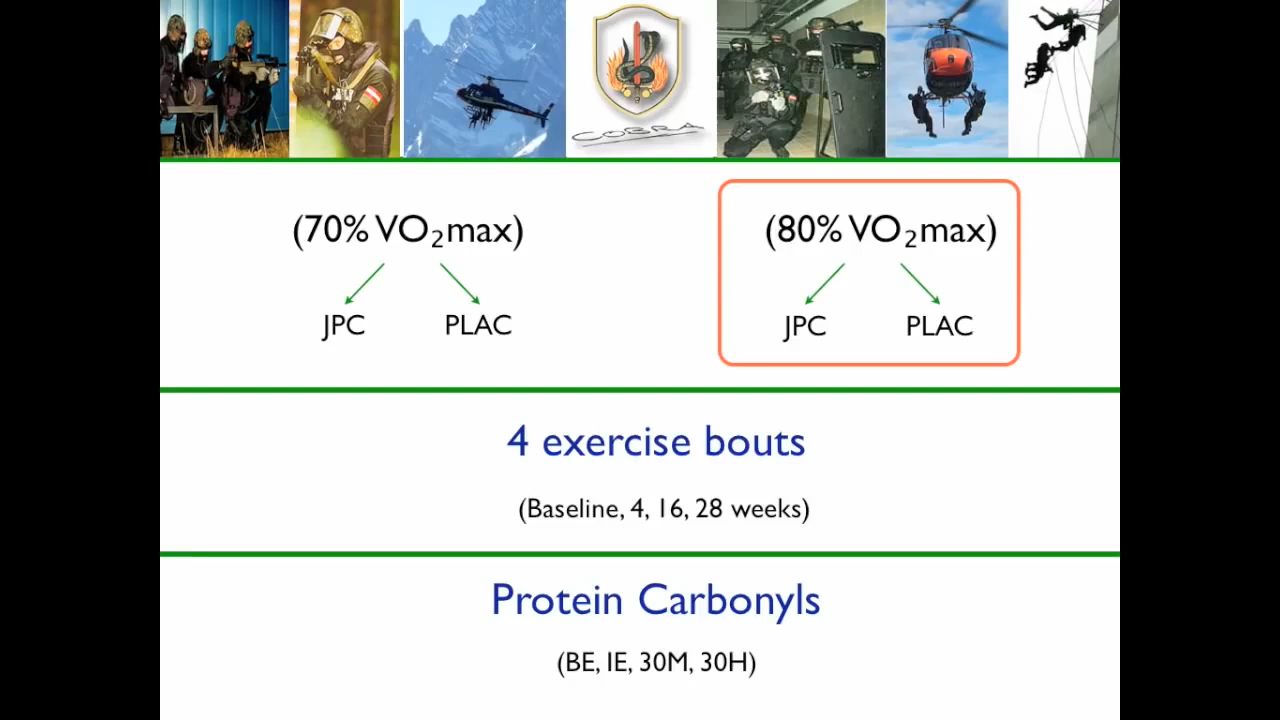 COBRA
(70% VO₂max)
(80% VO₂max)
JPC
PLAC
JPC
PLAC
4 exercise bouts
(Baseline, 4, 16, 28 weeks)
Protein Carbonyls
(BE, IE, 30M, 30H)